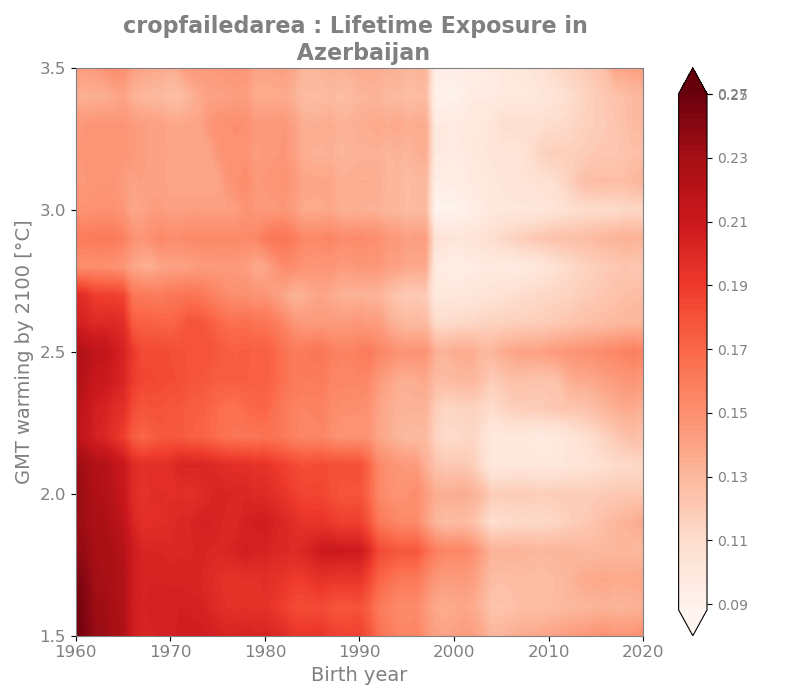 cropfailedarea : Lifetime Exposure in
Azerbaijan
GMT warming by 2100 [°C]
3.5
3.0
2.5
2.0
1.5
1960 1970 1980 1990 2000 2010 2020
Birth year
0.23
0.21
0.19
0.17
0.15
0.13
0.11
0.09